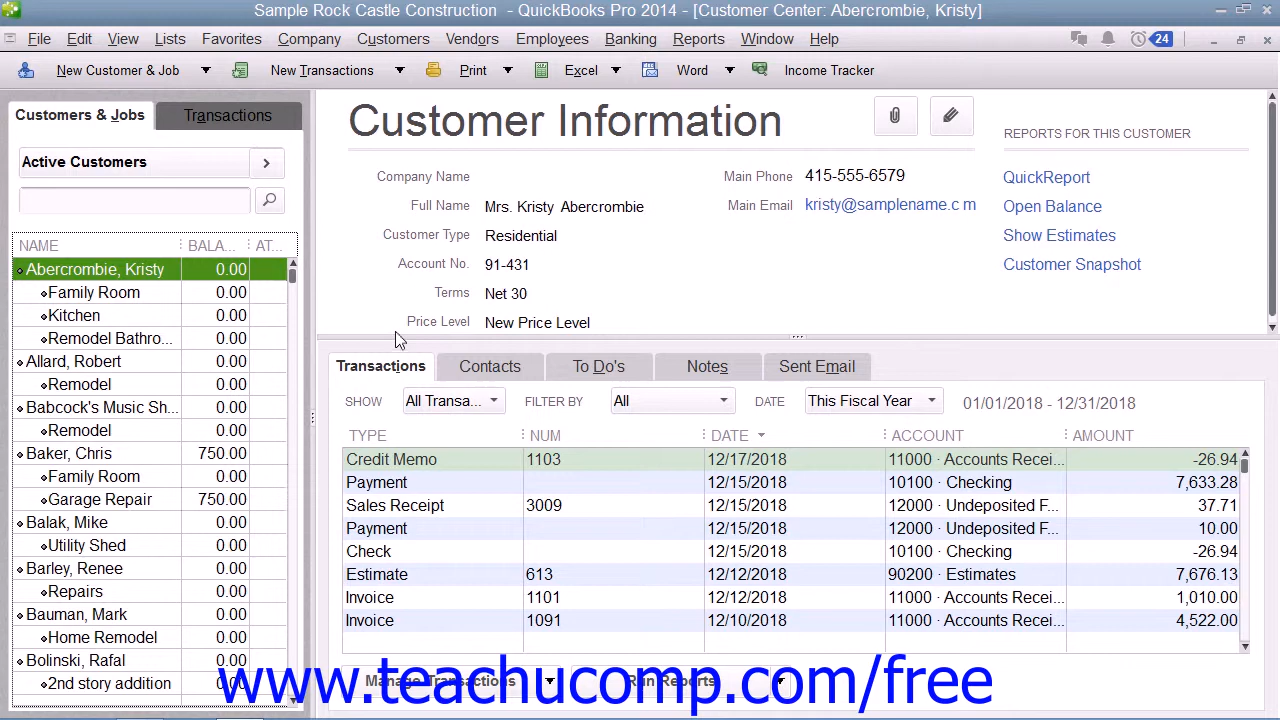 Sample Rock Castle Construction - QuickBooks Pro 2014 - [Customer Center: Abercrombie, Kristy]
File Edit View Lists Favorites Company Customers Vendors Employees Banking Reports Window Help 24
New Customer & Job New Transactions Print Excel Word Income Tracker
Customers & Jobs Transactions
Active Customers
NAME BALA... AT...
Abercrombie, Kristy 0.00
Family Room 0.00
Kitchen 0.00
Remodel Bathro... 0.00
Allard, Robert 0.00
Remodel 0.00
Babcock's Music Sh... 0.00
Remodel 0.00
Baker, Chris 750.00
Family Room 0.00
Garage Repair 750.00
Balak, Mike 0.00
Utility Shed 0.00
Barley, Renee 0.00
Repairs 0.00
Bauman, Mark 0.00
Home Remodel 0.00
Bolinski, Rafal 0.00
2nd story addition 0.00
Customer Information
Company Name
Full Name Mrs. Kristy Abercrombie
Customer Type Residential
Account No. 91-431
Terms Net 30
Price Level New Price Level
Main Phone 415-555-6579
Main Email kristy@samplename.c m
REPORTS FOR THIS CUSTOMER
QuickReport
Open Balance
Show Estimates
Customer Snapshot
Transactions Contacts To Do's Notes Sent Email
SHOW All Transa... FILTER BY All DATE This Fiscal Year 01/01/2018 - 12/31/2018
TYPE NUM DATE ACCOUNT AMOUNT
Credit Memo 1103 12/17/2018 11000 · Accounts Recei... -26.94
Payment 12/15/2018 10100 · Checking 7,633.28
Sales Receipt 3009 12/15/2018 12000 · Undeposited F... 37.71
Payment 12/15/2018 12000 · Undeposited F... 10.00
Check 12/15/2018 10100 · Checking -26.94
Estimate 613 12/12/2018 90200 · Estimates 7,676.13
Invoice 1101 12/12/2018 11000 · Accounts Recei... 1,010.00
Invoice 1091 12/10/2018 11000 · Accounts Recei... 4,522.00
Manage Transactions Run Reports
www.teachucomp.com/free